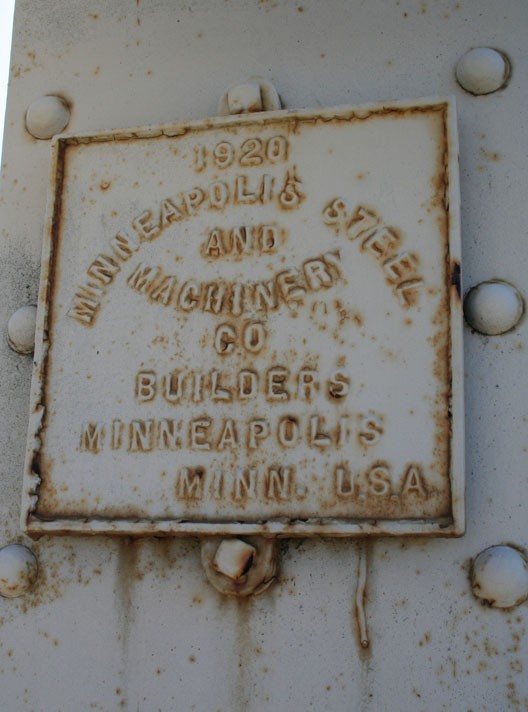 1920
MINNEAPOLIS STEEL
AND
MACHINERY
CO
BUILDERS
MINNEAPOLIS
MINN. U.S.A.